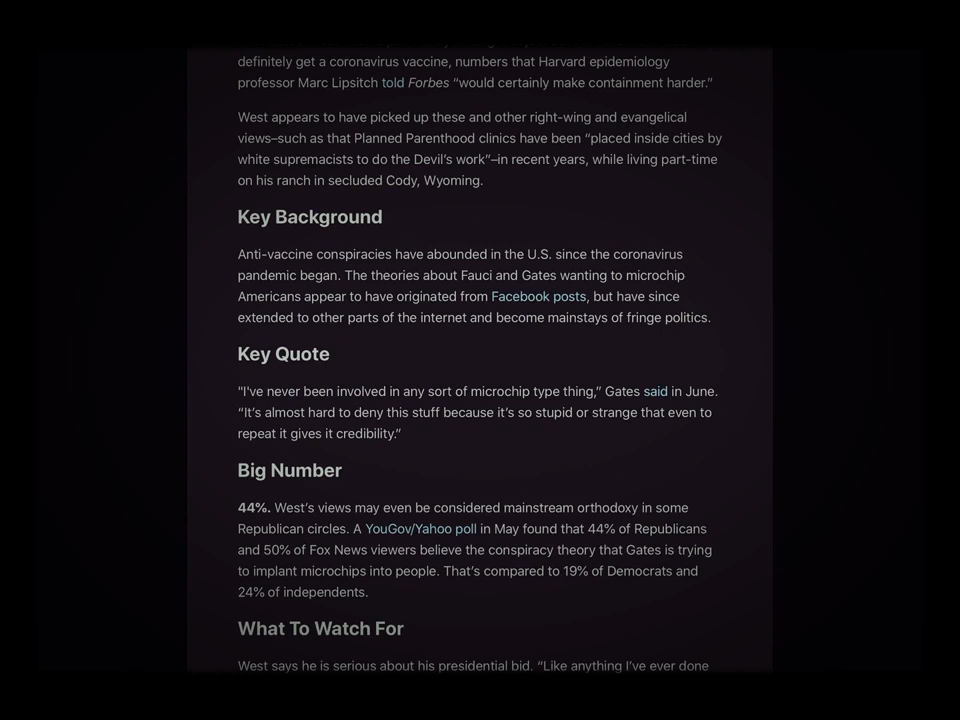 definitely get a coronavirus vaccine, numbers that Harvard epidemiology
professor Marc Lipsitch told Forbes “would certainly make containment harder.”
West appears to have picked up these and other right-wing and evangelical
views–such as that Planned Parenthood clinics have been “placed inside cities by
white supremacists to do the Devil’s work”–in recent years, while living part-time
on his ranch in secluded Cody, Wyoming.
Key Background
Anti-vaccine conspiracies have abounded in the U.S. since the coronavirus
pandemic began. The theories about Fauci and Gates wanting to microchip
Americans appear to have originated from Facebook posts, but have since
extended to other parts of the internet and become mainstays of fringe politics.
Key Quote
"I've never been involved in any sort of microchip type thing,” Gates said in June.
“It’s almost hard to deny this stuff because it’s so stupid or strange that even to
repeat it gives it credibility.”
Big Number
44%. West’s views may even be considered mainstream orthodoxy in some
Republican circles. A YouGov/Yahoo poll in May found that 44% of Republicans
and 50% of Fox News viewers believe the conspiracy theory that Gates is trying
to implant microchips into people. That’s compared to 19% of Democrats and
24% of independents.
What To Watch For
West says he is serious about his presidential bid. “Like anything I’ve ever done